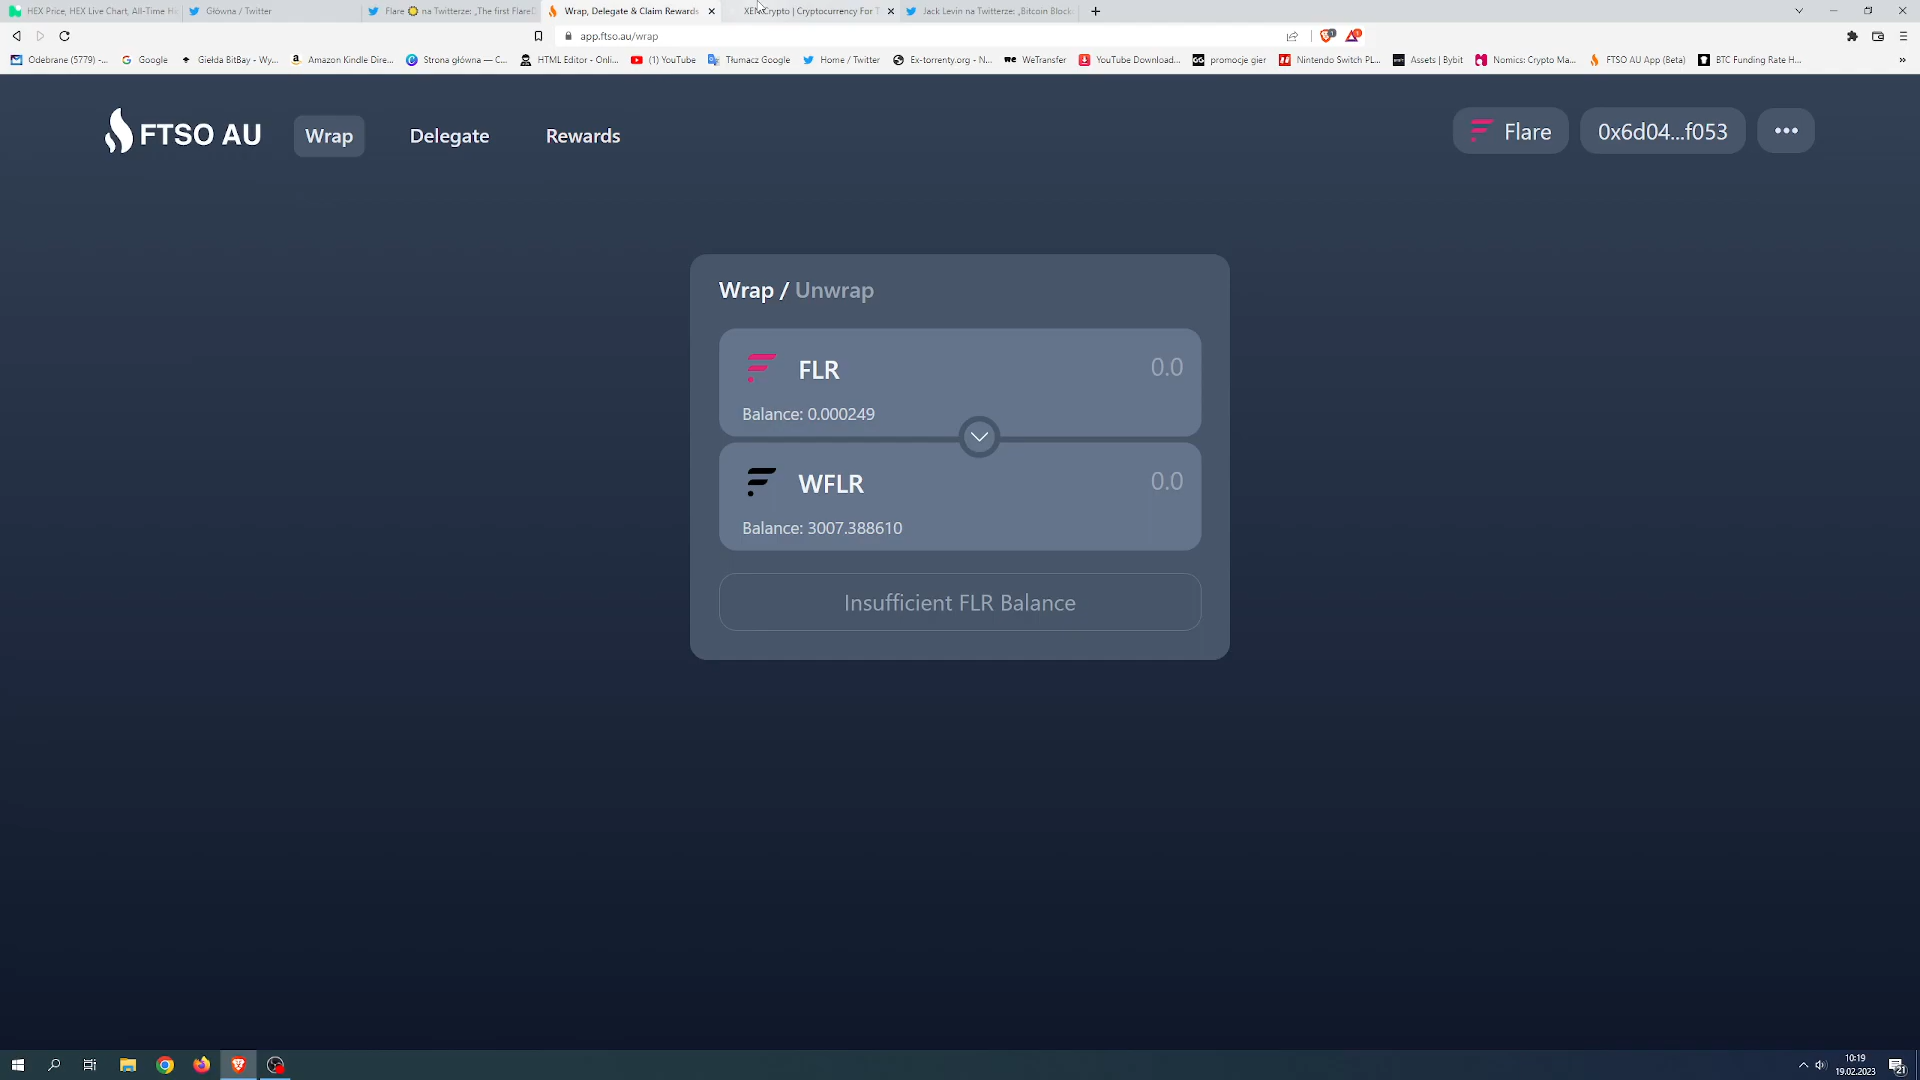 HEX Price, HEX Live Chart, All-Time Hi
Główna / Twitter
Flare na Twitterze: „The first FlareD
Wrap, Delegate & Claim Rewards
XEN Crypto | Cryptocurrency For T
Jack Levin na Twitterze: „Bitcoin Block
app.ftso.au/wrap
Odebrane (5779) -...
Google
Giełda BitBay - Wy...
Amazon Kindle Dire...
Strona główna — C...
HTML Editor - Onli...
(1) YouTube
Tłumacz Google
Home / Twitter
Ex-torrenty.org - N...
WeTransfer
YouTube Download...
promocje gier
Nintendo Switch PL...
Assets | Bybit
Nomics: Crypto Ma...
FTSO AU App (Beta)
BTC Funding Rate H...
FTSO AU
Wrap
Delegate
Rewards
Flare
0x6d04...f053
Wrap / Unwrap
FLR
0.0
Balance: 0.000249
WFLR
0.0
Balance: 3007.388610
Insufficient FLR Balance
10:19
19.02.2023
21